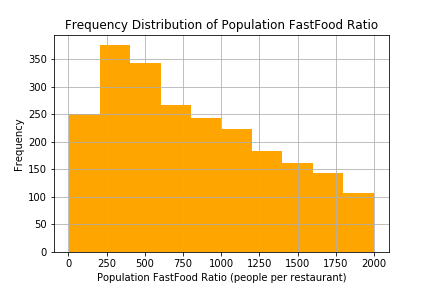 Frequency Distribution of Population FastFood Ratio
350
300
250
200
150
100
50
0
Frequency
0 250 500 750 1000 1250 1500 1750 2000
Population FastFood Ratio (people per restaurant)